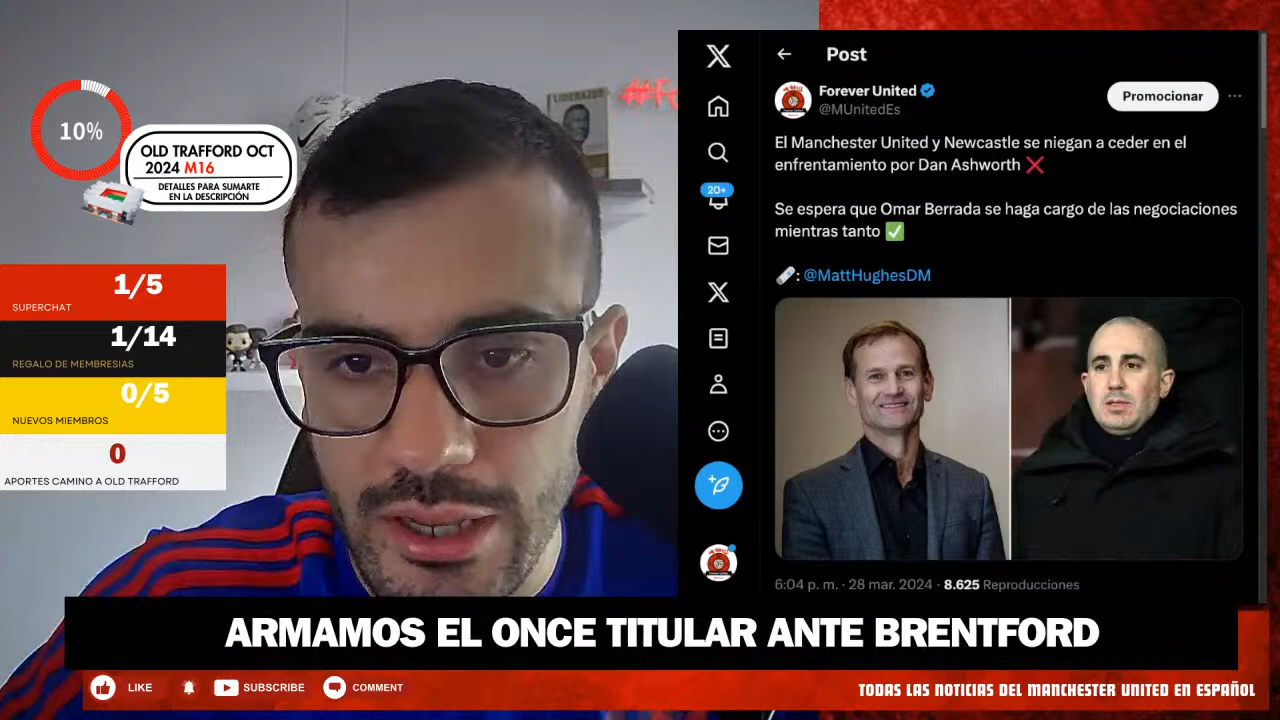 10%
OLD TRAFFORD OCT
2024 M16
DETALLES PARA SUMARTE
EN LA DESCRIPCIÓN
1/5
SUPERCHAT
1/14
REGALO DE MEMBRESIAS
0/5
NUEVOS MIEMBROS
0
APORTES CAMINO A OLD TRAFFORD
LIDERAZGO
Post
Forever United
@MUnitedEs
Promocionar
20+
El Manchester United y Newcastle se niegan a ceder en el
enfrentamiento por Dan Ashworth ❌
Se espera que Omar Berrada se haga cargo de las negociaciones
mientras tanto ✅
🗞️: @MattHughesDM
6:04 p. m. · 28 mar. 2024 · 8.625 Reproducciones
ARMAMOS EL ONCE TITULAR ANTE BRENTFORD
LIKE
SUBSCRIBE
COMMENT
TODAS LAS NOTICIAS DEL MANCHESTER UNITED EN ESPAÑOL